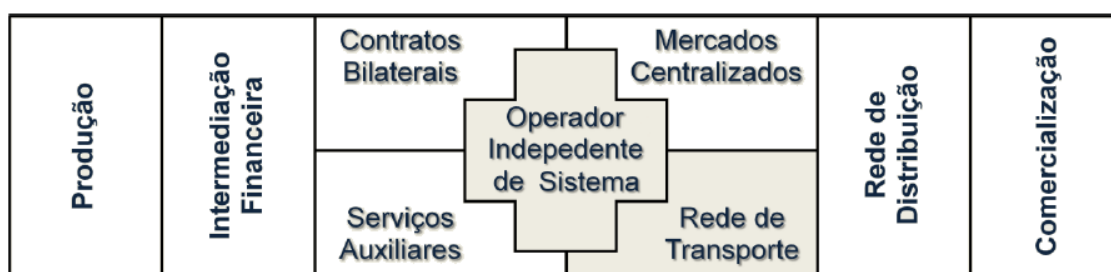 Produção
Intermediação
Financeira
Contratos
Bilaterais
Mercados
Centralizados
Operador
Indepedente
de Sistema
Serviços
Auxiliares
Rede de
Transporte
Rede de
Distribuição
Comercialização